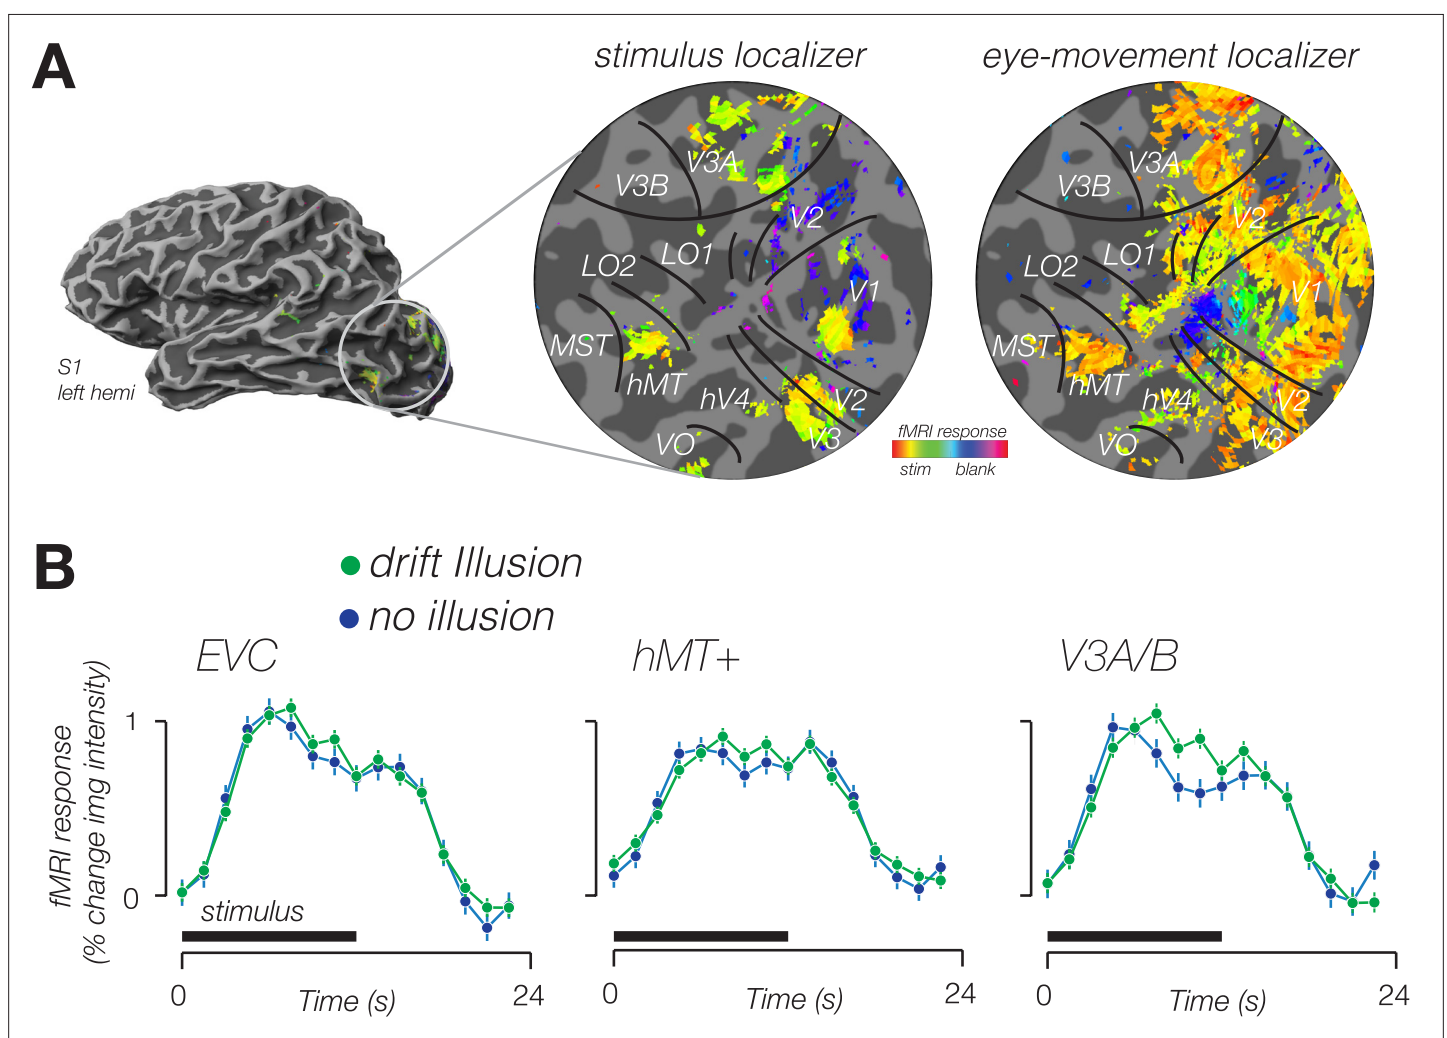 A
stimulus localizer
eye-movement localizer
V3A
V3B
V2
LO1
LO2
V1
MST
hMT
hV4
V2
V3
VO
V3A
V3B
V2
LO1
LO2
V1
MST
hMT
hV4
V2
V3
VO
S1
left hemi
fMRI response
stim blank
B
drift Illusion
no illusion
EVC
hMT+
V3A/B
fMRI response
(% change img intensity)
1
0
stimulus
0 Time (s) 24
0 Time (s) 24
0 Time (s) 24